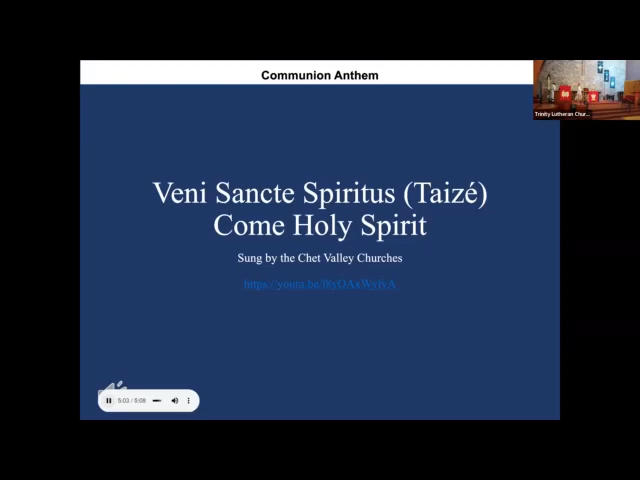 Communion Anthem
Trinity Lutheran Chur...
Veni Sancte Spiritus (Taizé)
Come Holy Spirit
Sung by the Chet Valley Churches
5:03 / 5:08